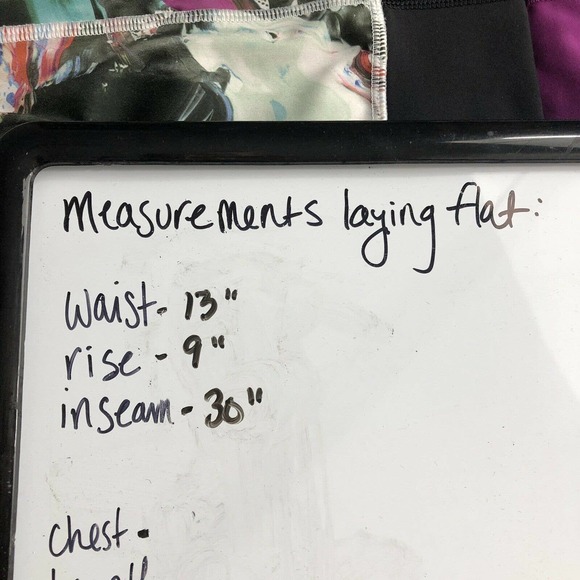 Measurements laying flat:
waist- 13"
rise - 9"
inseam - 30"
chest -